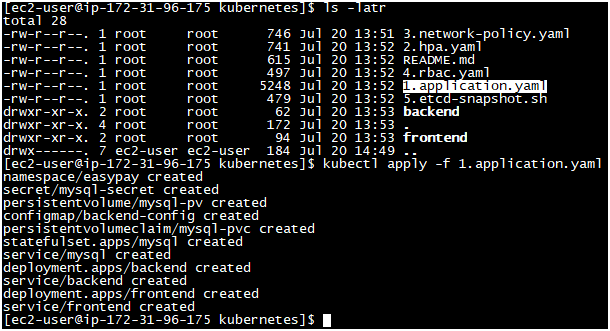 [ec2-user@ip-172-31-96-175 kubernetes]$ ls -latr
total 28
-rw-r--r--. 1 root     root      746 Jul 20 13:51 3.network-policy.yaml
-rw-r--r--. 1 root     root      741 Jul 20 13:52 2.hpa.yaml
-rw-r--r--. 1 root     root      615 Jul 20 13:52 README.md
-rw-r--r--. 1 root     root      497 Jul 20 13:52 4.rbac.yaml
-rw-r--r--. 1 root     root     5248 Jul 20 13:52 1.application.yaml
-rw-r--r--. 1 root     root      479 Jul 20 13:52 5.etcd-snapshot.sh
drwxr-xr-x. 2 root     root       62 Jul 20 13:53 backend
drwxr-xr-x. 4 root     root      172 Jul 20 13:53 .
drwxr-xr-x. 2 root     root       94 Jul 20 13:53 frontend
drwx------. 7 ec2-user ec2-user  184 Jul 20 14:49 ..
[ec2-user@ip-172-31-96-175 kubernetes]$ kubectl apply -f 1.application.yaml
namespace/easypay created
secret/mysql-secret created
persistentvolume/mysql-pv created
configmap/backend-config created
persistentvolumeclaim/mysql-pvc created
statefulset.apps/mysql created
service/mysql created
deployment.apps/backend created
service/backend created
deployment.apps/frontend created
service/frontend created
[ec2-user@ip-172-31-96-175 kubernetes]$